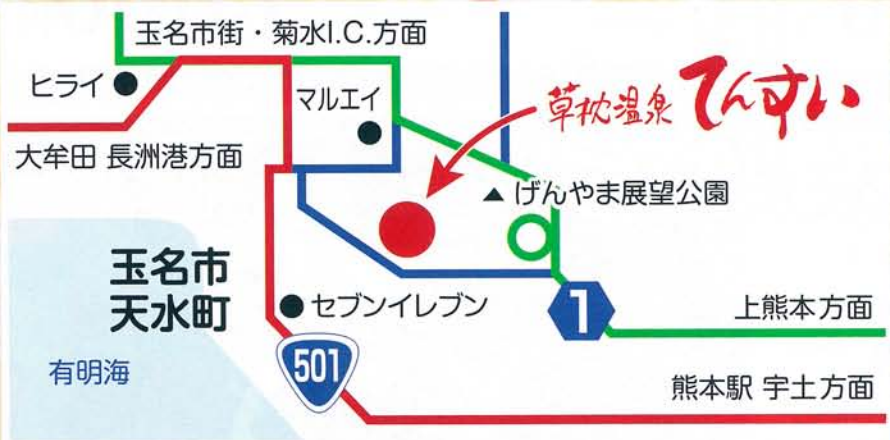 玉名市街・菊水I.C.方面
ヒライ
マルエイ
草枕温泉 てんすい
大牟田 長洲港方面
げんやま展望公園
玉名市
天水町
セブンイレブン
1
上熊本方面
有明海
501
熊本駅 宇土方面